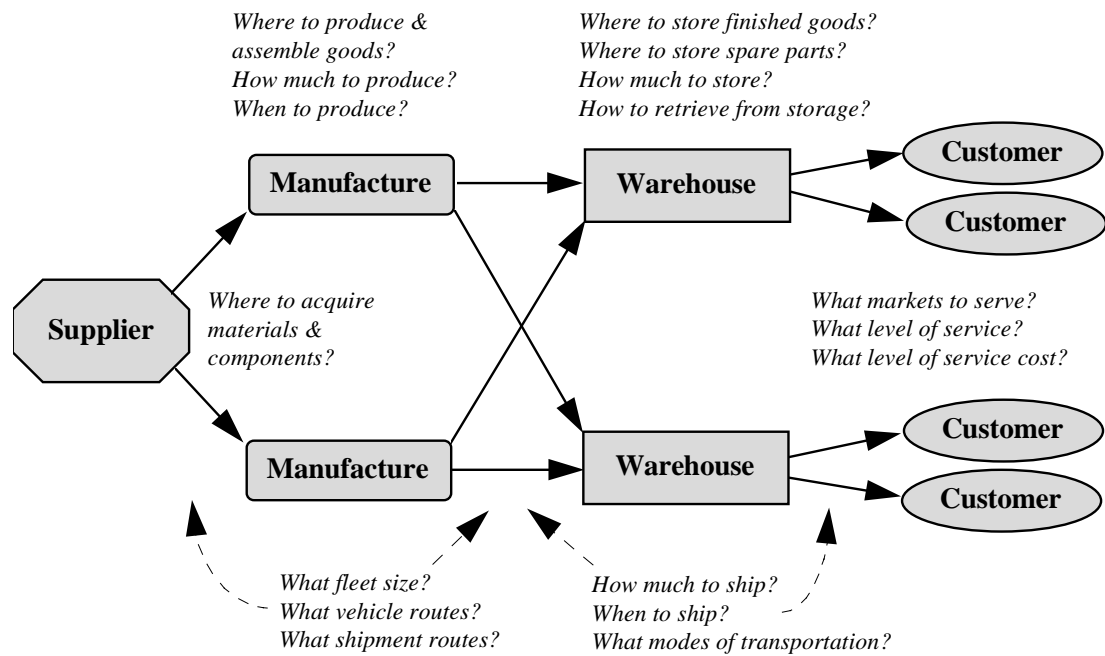 Where to produce &
assemble goods?
How much to produce?
When to produce?
Where to store finished goods?
Where to store spare parts?
How much to store?
How to retrieve from storage?
Customer
Manufacture
Warehouse
Customer
Supplier
Where to acquire
materials &
components?
What markets to serve?
What level of service?
What level of service cost?
Customer
Manufacture
Warehouse
Customer
What fleet size?
What vehicle routes?
What shipment routes?
How much to ship?
When to ship?
What modes of transportation?